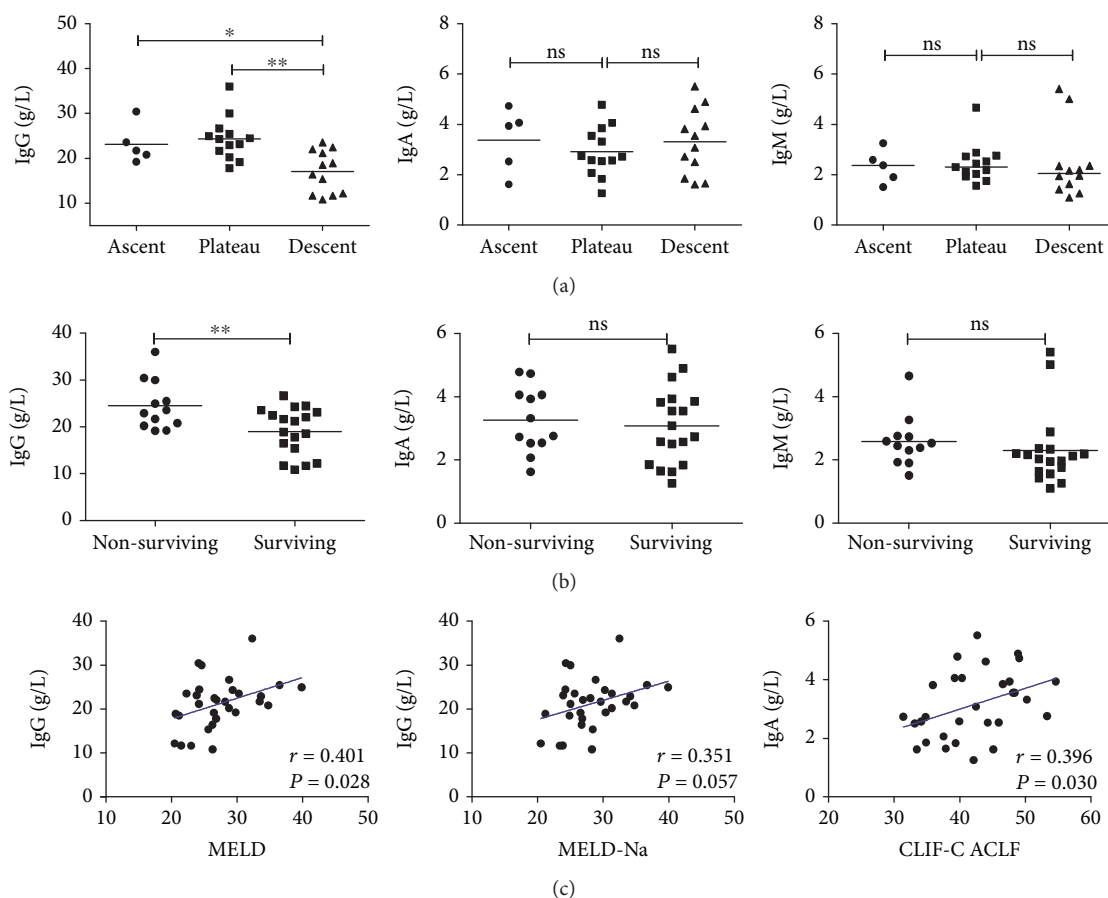 IgG (g/L)
50
40
30
20
10
*
**
Ascent
Plateau
Descent
IgA (g/L)
8
6
4
2
0
ns
ns
Ascent
Plateau
Descent
IgM (g/L)
8
6
4
2
0
ns
ns
Ascent
Plateau
Descent
(a)
IgG (g/L)
40
30
20
10
0
**
Non-surviving
Surviving
IgA (g/L)
6
4
2
0
ns
Non-surviving
Surviving
IgM (g/L)
6
4
2
0
ns
Non-surviving
Surviving
(b)
IgG (g/L)
40
30
20
10
0
r = 0.401
P = 0.028
10 20 30 40 50
MELD
IgG (g/L)
40
30
20
10
0
r = 0.351
P = 0.057
10 20 30 40 50
MELD-Na
IgA (g/L)
6
4
2
0
r = 0.396
P = 0.030
20 30 40 50 60
CLIF-C ACLF
(c)